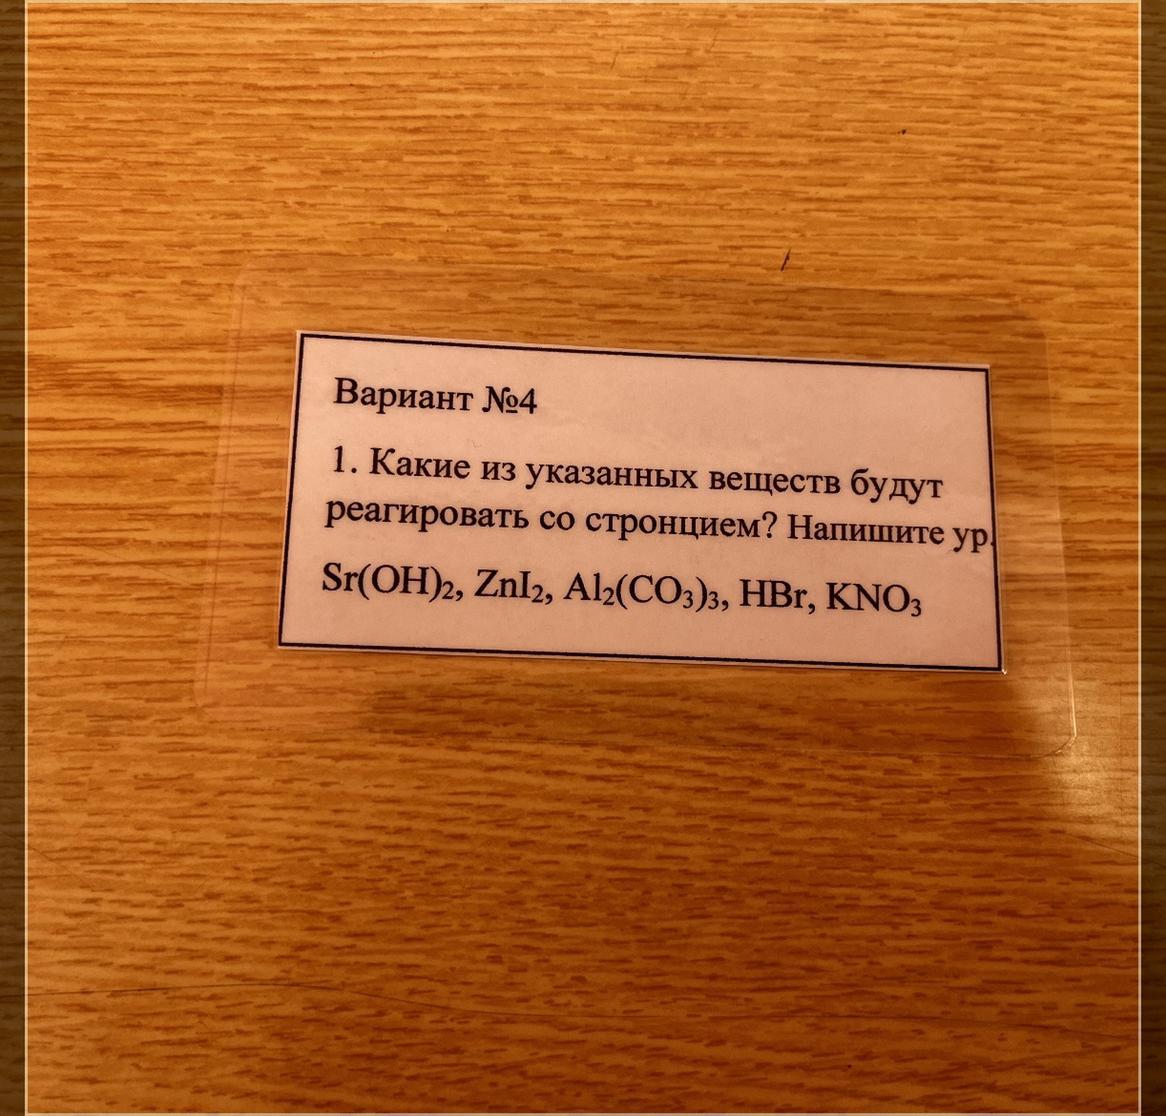 Вариант №4
1. Какие из указанных веществ будут
реагировать со стронцием? Напишите ур.
Sr(OH)₂, ZnI₂, Al₂(CO₃)₃, HBr, KNO₃